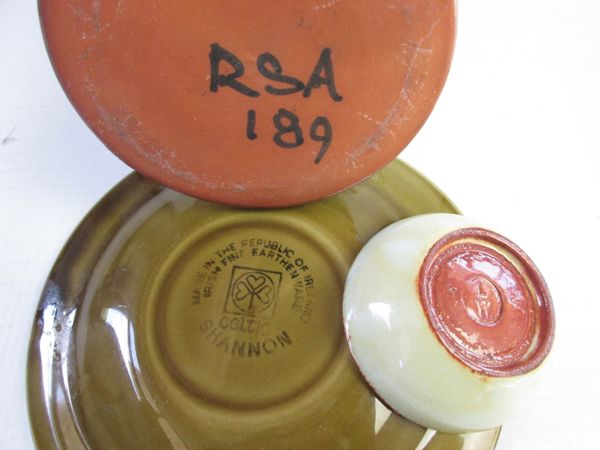 RSA
189
MADE IN THE REPUBLIC OF IRELAND
IRISH FINE EARTHENWARE
CELTIC
SHANNON